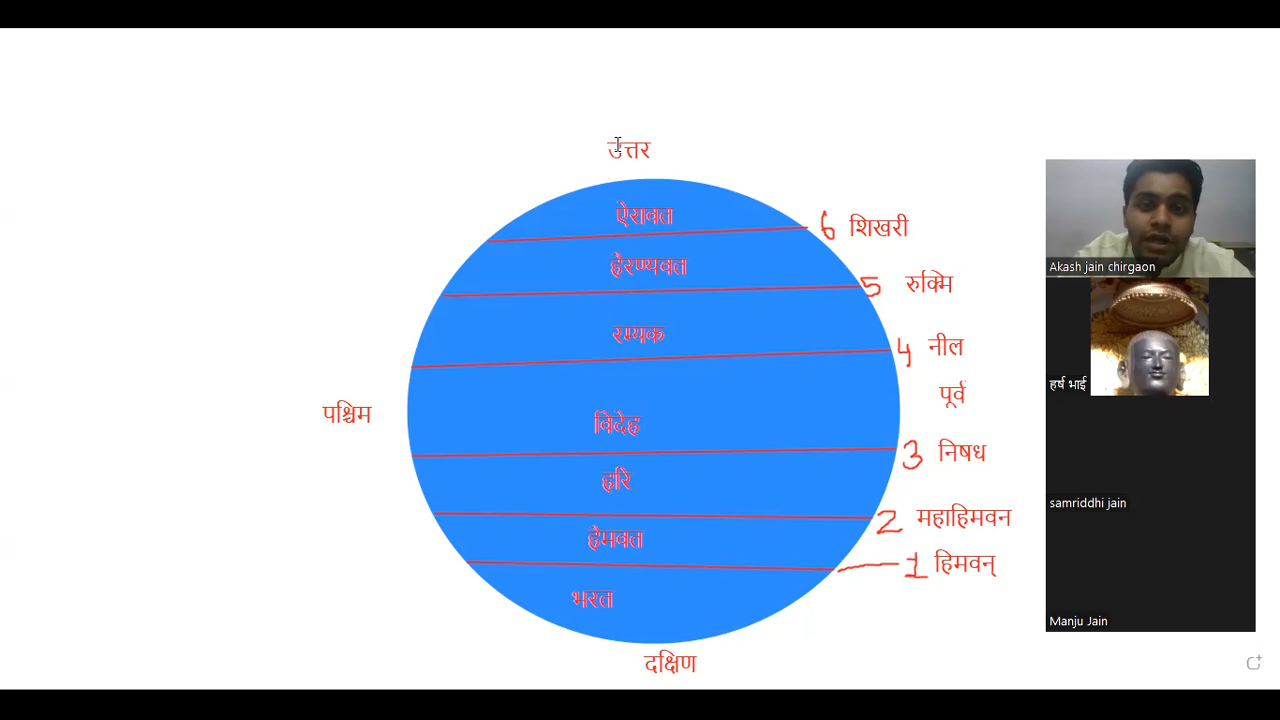 उत्तर
ऐरावत
6 शिखरी
हैरण्यवत
5 रुक्मि
रम्यक
4 नील
पूर्व
पश्चिम
विदेह
3 निषध
हरि
2 महाहिमवन
हैमवत
1 हिमवन्
भरत
दक्षिण
Akash jain chirgaon
हर्ष भाई
samriddhi jain
Manju Jain